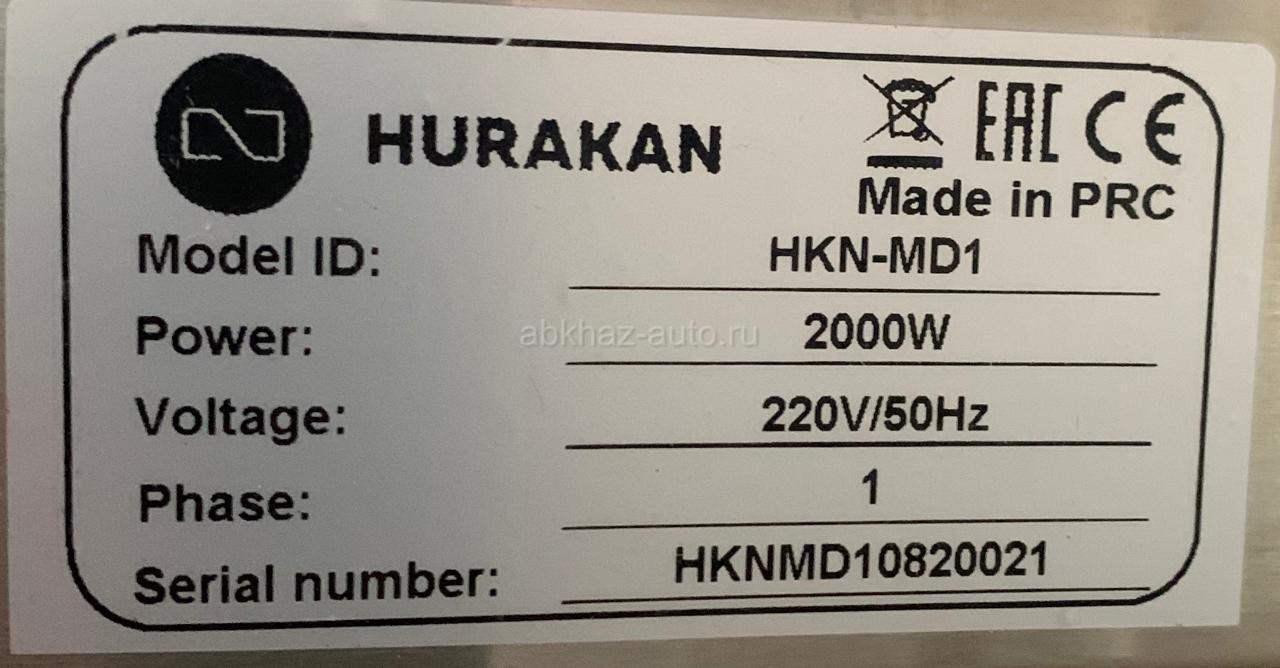 HURAKAN
EAC CE
Made in PRC
Model ID: HKN-MD1
Power: 2000W
abkhaz-auto.ru
Voltage: 220V/50Hz
Phase: 1
Serial number: HKNMD10820021